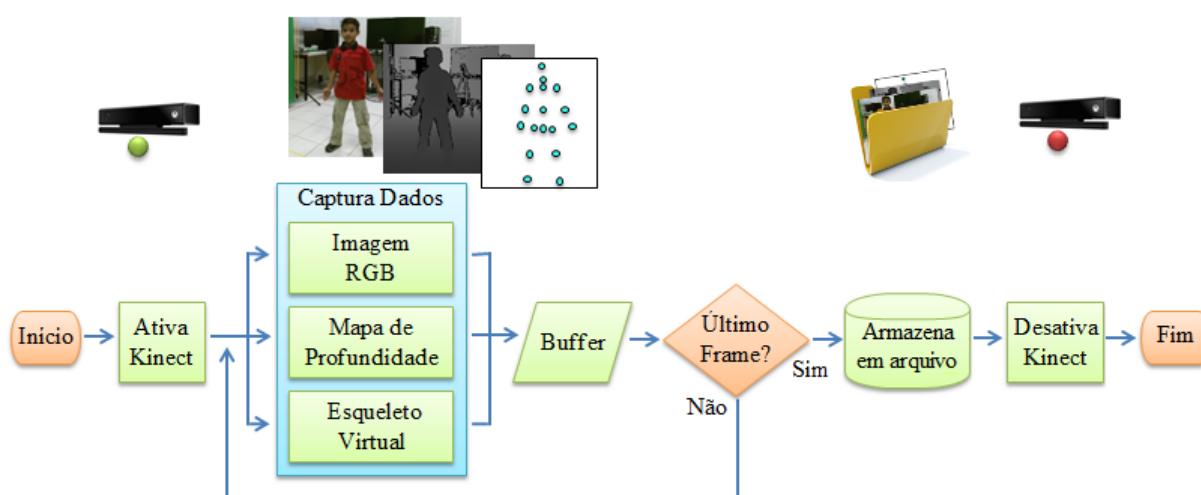 Captura Dados
Imagem
RGB
Início
Ativa
Kinect
Mapa de
Profundidade
Esqueleto
Virtual
Buffer
Último
Frame?
Sim
Não
Armazena
em arquivo
Desativa
Kinect
Fim